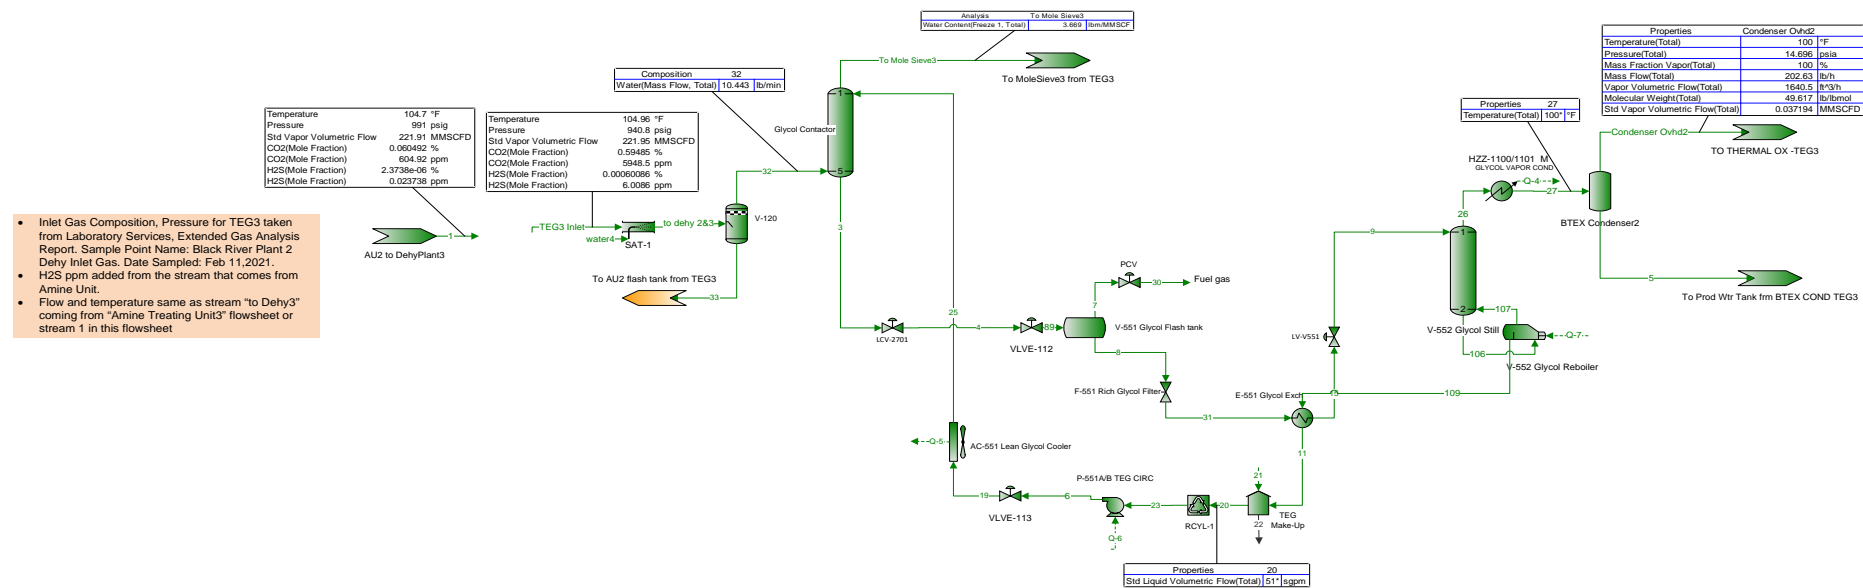 Analysis To Mole Sieve3
Water Content(Freeze 1, Total) 3.669 lbm/MMSCF
To Mole Sieve3
To MoleSieve3 from TEG3
Composition 32
Water(Mass Flow, Total) 10.443 lb/min
Temperature 104.7 °F
Pressure 991 psig
Std Vapor Volumetric Flow 221.91 MMSCFD
CO2(Mole Fraction) 0.060492 %
CO2(Mole Fraction) 604.92 ppm
H2S(Mole Fraction) 2.3738e-06 %
H2S(Mole Fraction) 0.023738 ppm
Temperature 104.96 °F
Pressure 940.8 psig
Std Vapor Volumetric Flow 221.95 MMSCFD
CO2(Mole Fraction) 0.59485 %
CO2(Mole Fraction) 5948.5 ppm
H2S(Mole Fraction) 0.00060086 %
H2S(Mole Fraction) 6.0086 ppm
Properties Condenser Ovhd2
Temperature(Total) 100 °F
Pressure(Total) 14.696 psia
Mass Fraction Vapor(Total) 100 %
Mass Flow(Total) 202.63 lb/h
Vapor Volumetric Flow(Total) 1640.5 ft^3/h
Molecular Weight(Total) 49.617 lb/lbmol
Std Vapor Volumetric Flow(Total) 0.037194 MMSCFD
Properties 27
Temperature(Total) 100* °F
Condenser Ovhd2
TO THERMAL OX -TEG3
HZZ-1100/1101 M
GLYCOL VAPOR COND
Q-4
27
26
BTEX Condenser2
5
To Prod Wtr Tank frm BTEX COND TEG3
1
Glycol Contactor
5
32
3
25
• Inlet Gas Composition, Pressure for TEG3 taken
from Laboratory Services, Extended Gas Analysis
Report. Sample Point Name: Black River Plant 2
Dehy Inlet Gas. Date Sampled: Feb 11,2021.
• H2S ppm added from the stream that comes from
Amine Unit.
• Flow and temperature same as stream “to Dehy3”
coming from “Amine Treating Unit3” flowsheet or
stream 1 in this flowsheet
1
AU2 to DehyPlant3
TEG3 Inlet
water4
SAT-1
to dehy 2&3
V-120
To AU2 flash tank from TEG3
33
LCV-2701
4
VLVE-112
89
PCV
7
30
Fuel gas
V-551 Glycol Flash tank
8
F-551 Rich Glycol Filter
31
E-551 Glycol Exch
9
LV-V551
15
1
2
107
V-552 Glycol Still
Q-7
106
V-552 Glycol Reboiler
109
11
Q-5
AC-551 Lean Glycol Cooler
19
VLVE-113
6
P-551A/B TEG CIRC
Q-6
23
RCYL-1
20
21
22
TEG
Make-Up
Properties 20
Std Liquid Volumetric Flow(Total) 51* sgpm